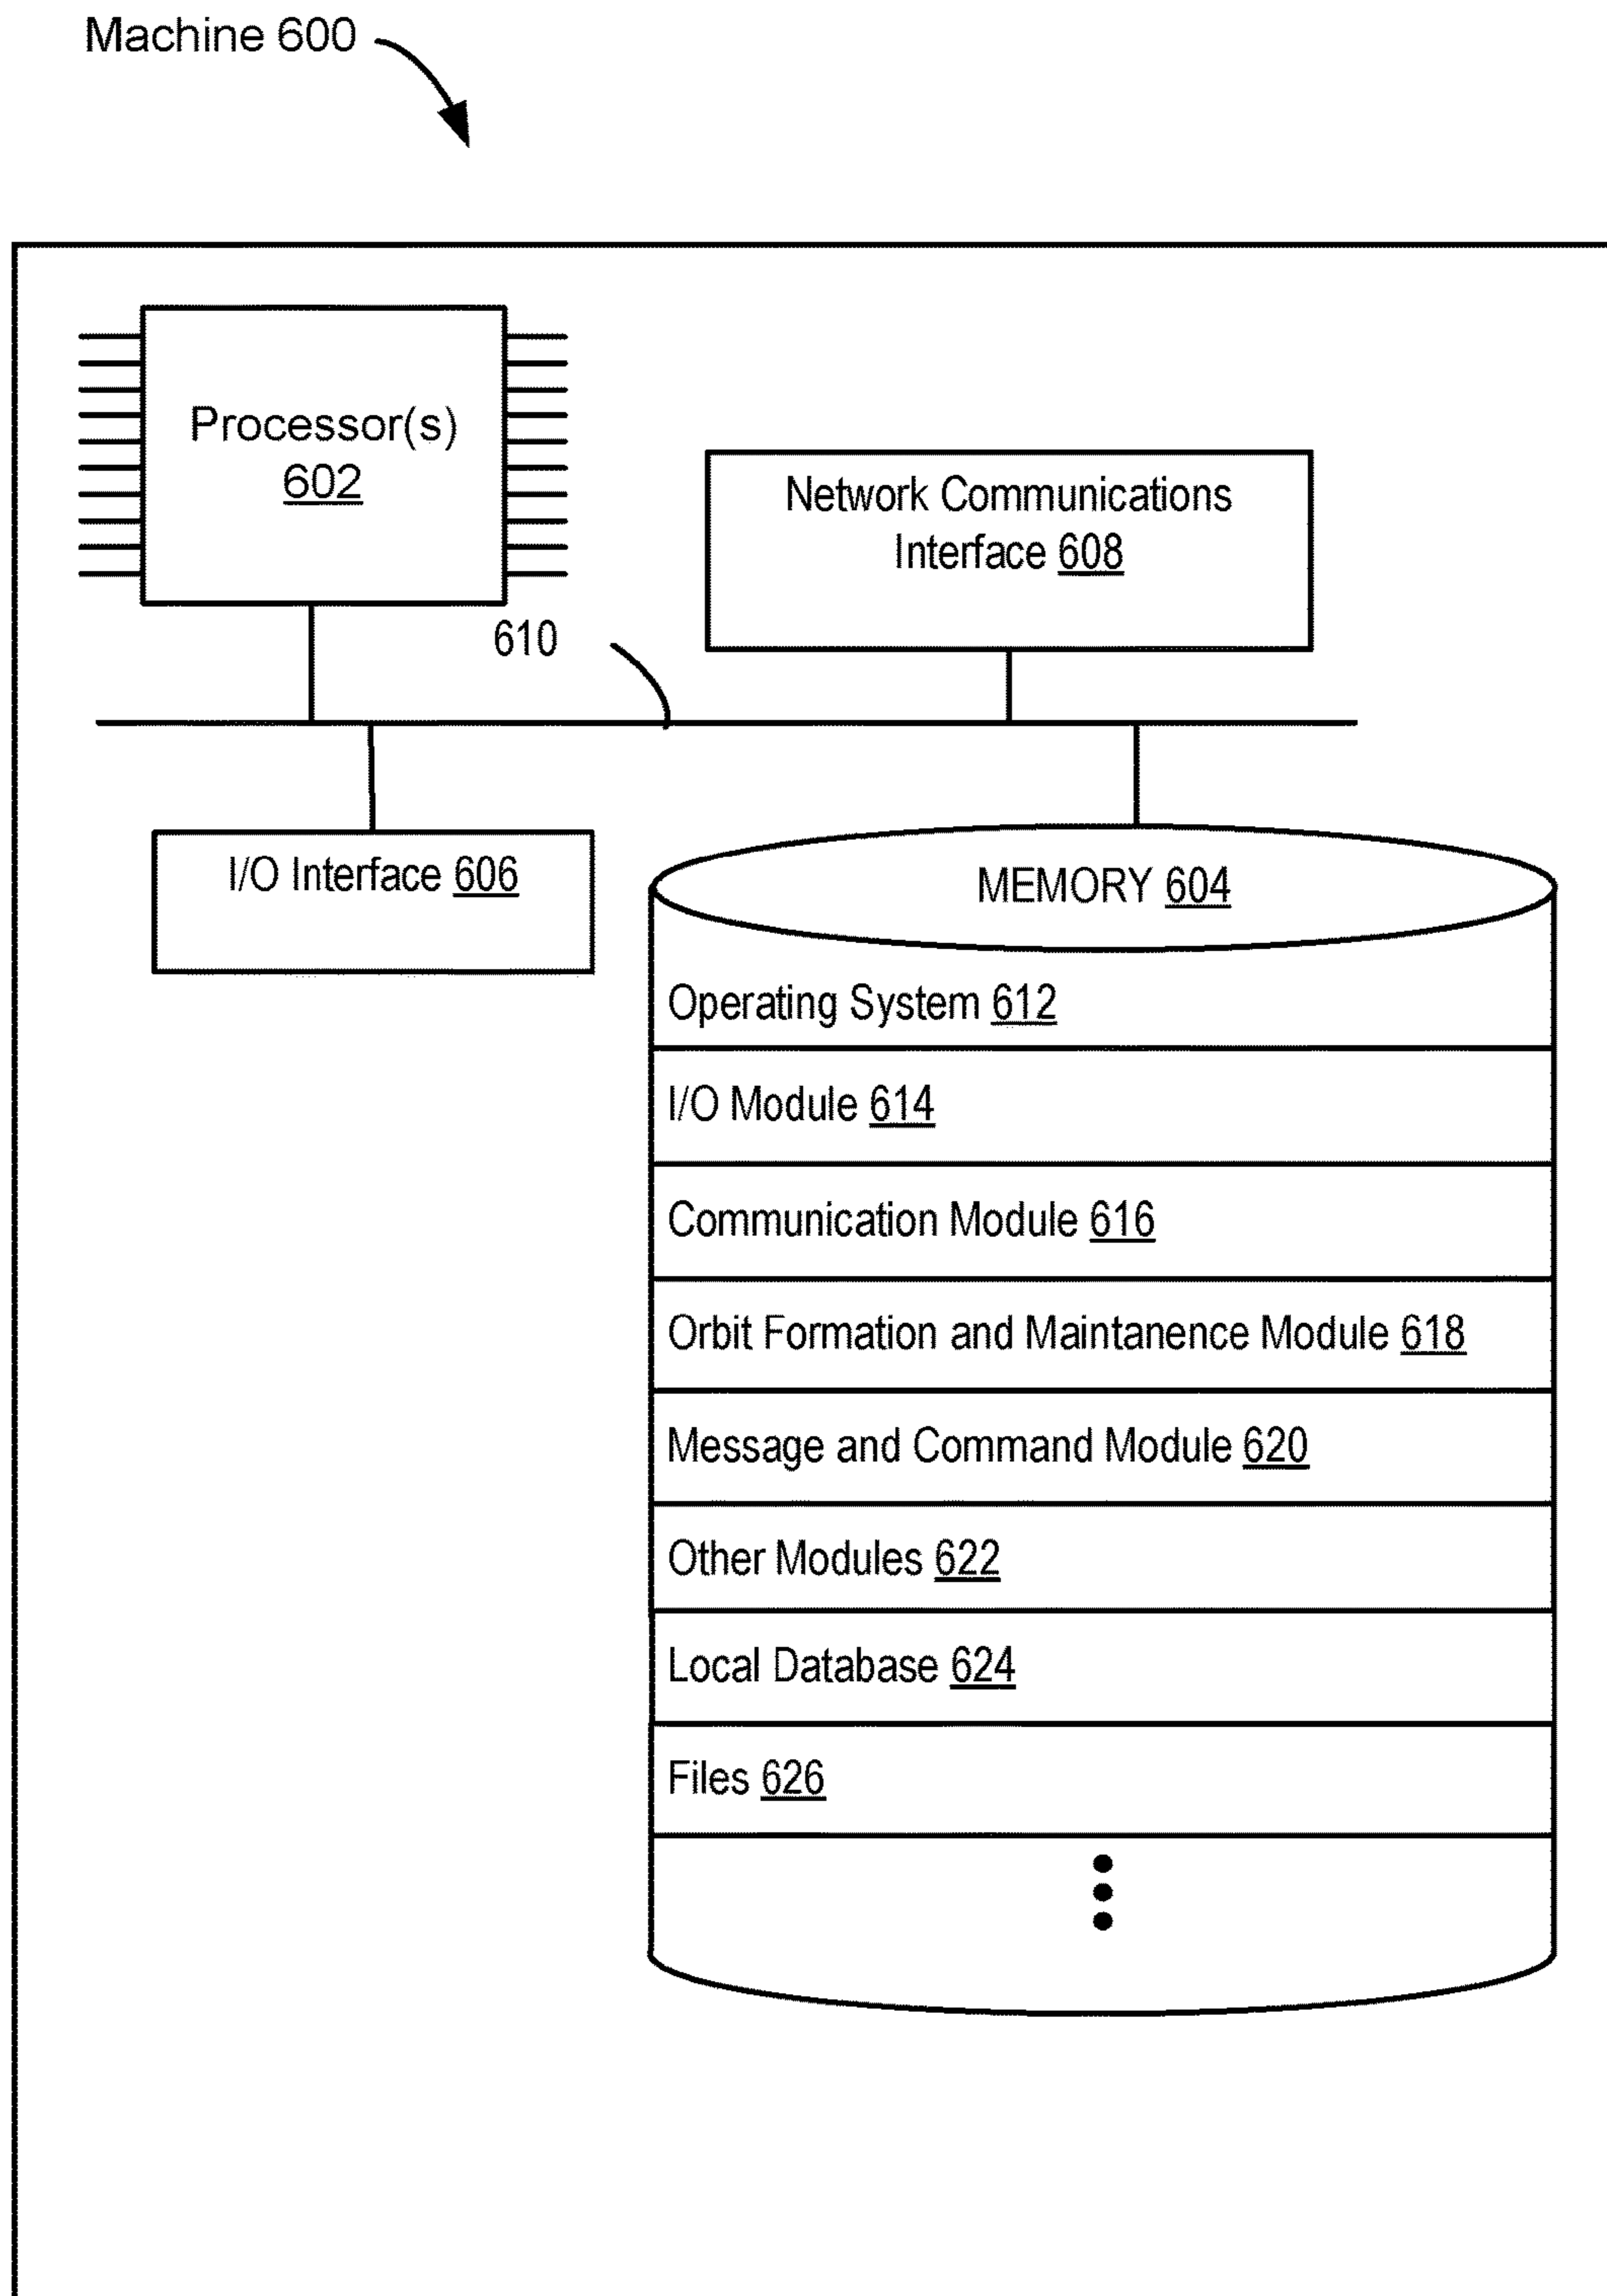 Machine 600
Processor(s)
602
Network Communications
Interface 608
610
I/O Interface 606
MEMORY 604
Operating System 612
I/O Module 614
Communication Module 616
Orbit Formation and Maintanence Module 618
Message and Command Module 620
Other Modules 622
Local Database 624
Files 626